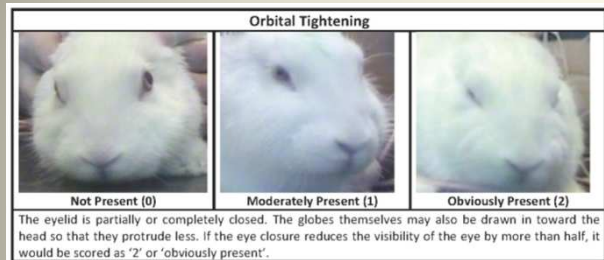 Orbital Tightening
Not Present (0)
Moderately Present (1)
Obviously Present (2)
The eyelid is partially or completely closed. The globes themselves may also be drawn in toward the
head so that they protrude less. If the eye closure reduces the visibility of the eye by more than half, it
would be scored as ‘2’ or ‘obviously present’.